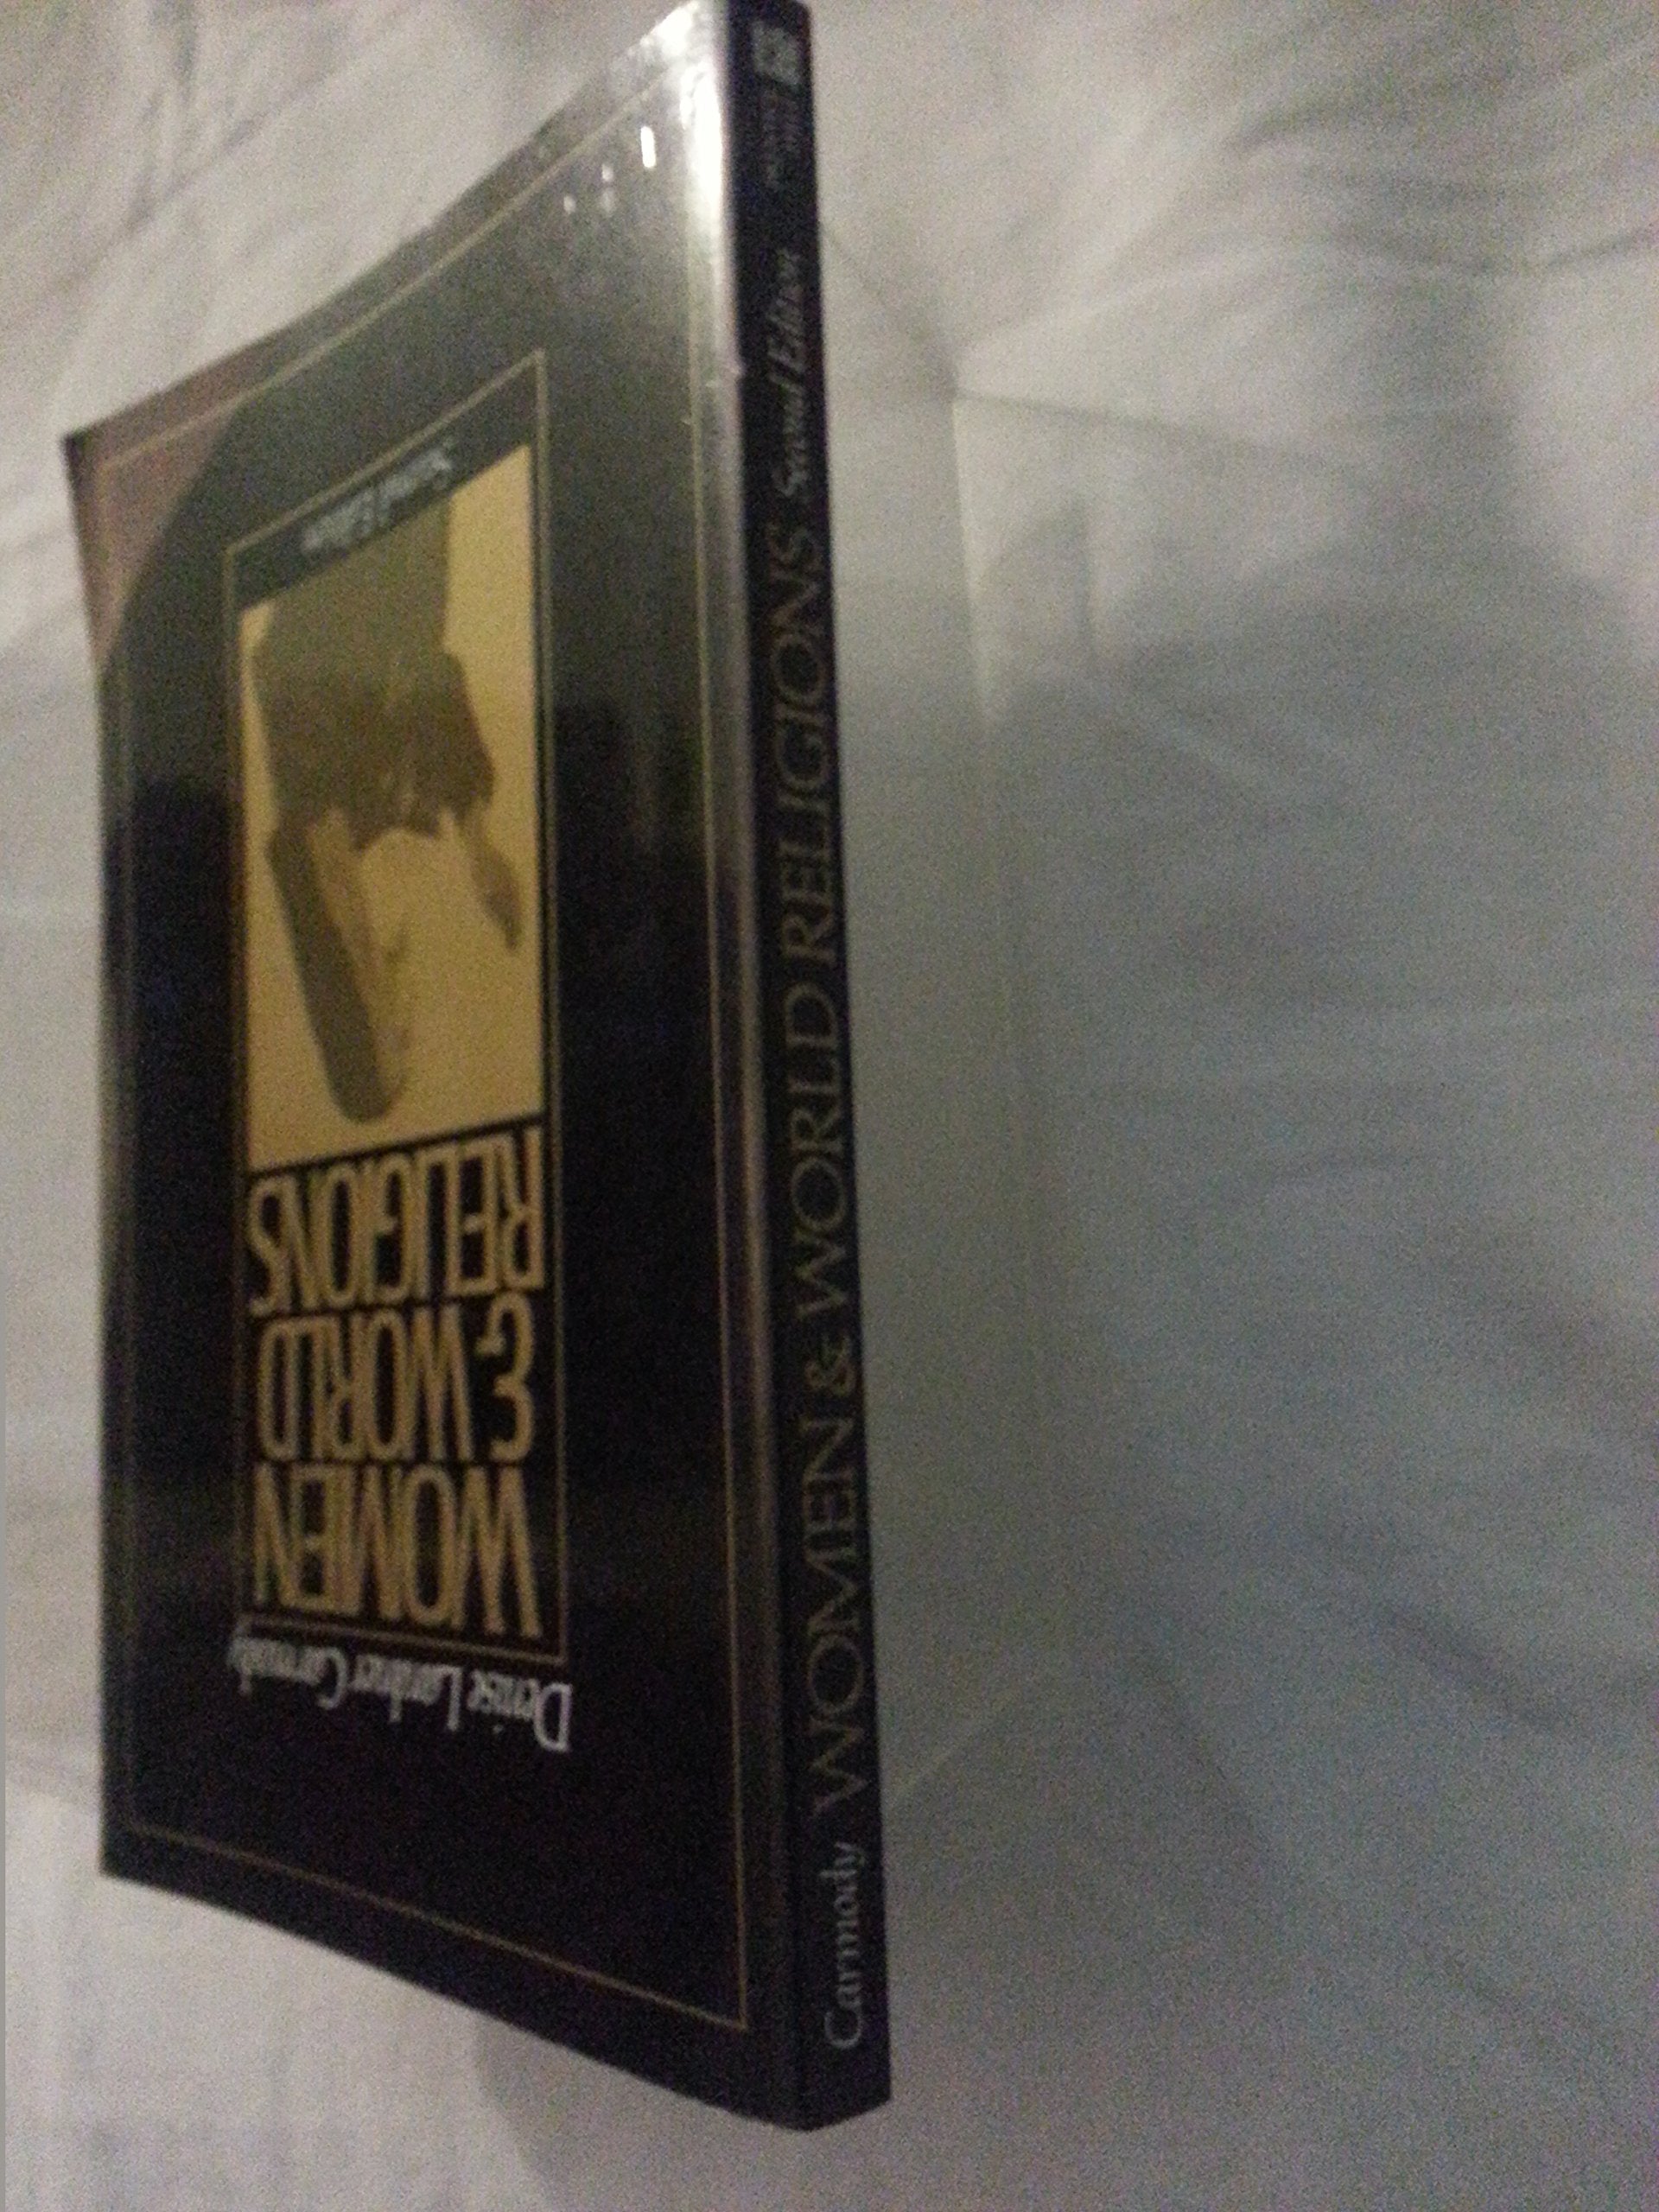 Denise Lardner Carmody
WOMEN
& WORLD
RELIGIONS
Second Edition
Carmody WOMEN & WORLD RELIGIONS Second Edition